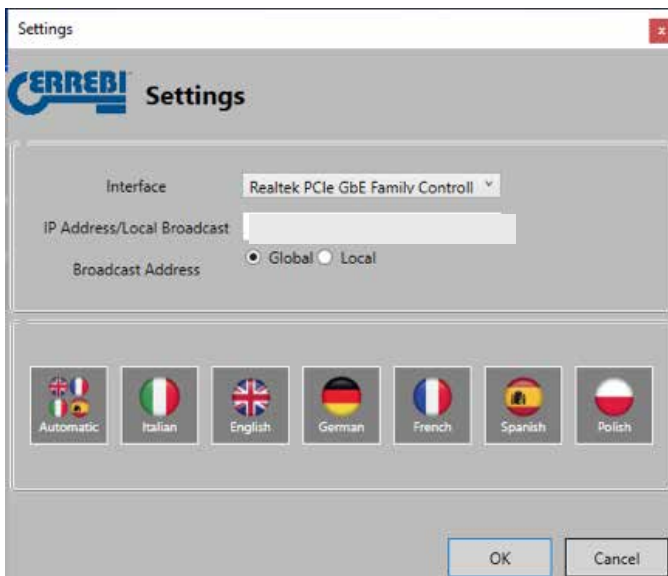 Settings
x
ERREBI
Settings
Interface
Realtek PCIe GbE Family Controll
IP Address/Local Broadcast
Broadcast Address
Global
Local
Automatic
Italian
English
German
French
Spanish
Polish
OK
Cancel